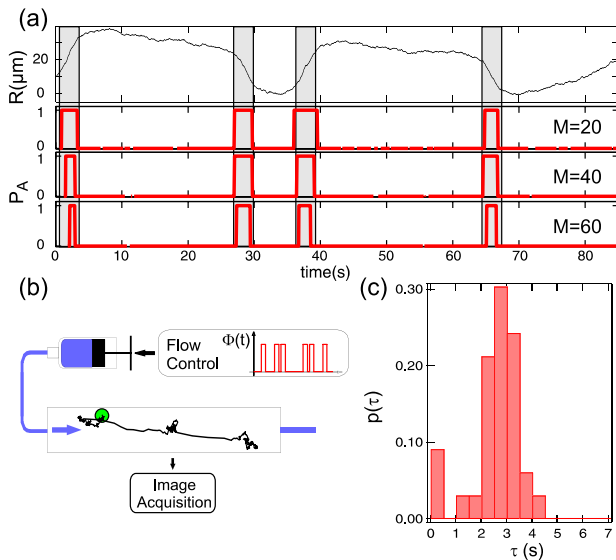 (a)
R(μm)
20
0
1
0
M=20
1
0
M=40
P_A
1
0
M=60
0 10 20 30 40 50 60 70 80
time(s)
(b)
Flow
Control
Φ(t)
Image
Acquisition
(c)
p(τ)
0.30
0.20
0.10
0.00
0 1 2 3 4 5 6 7
τ (s)